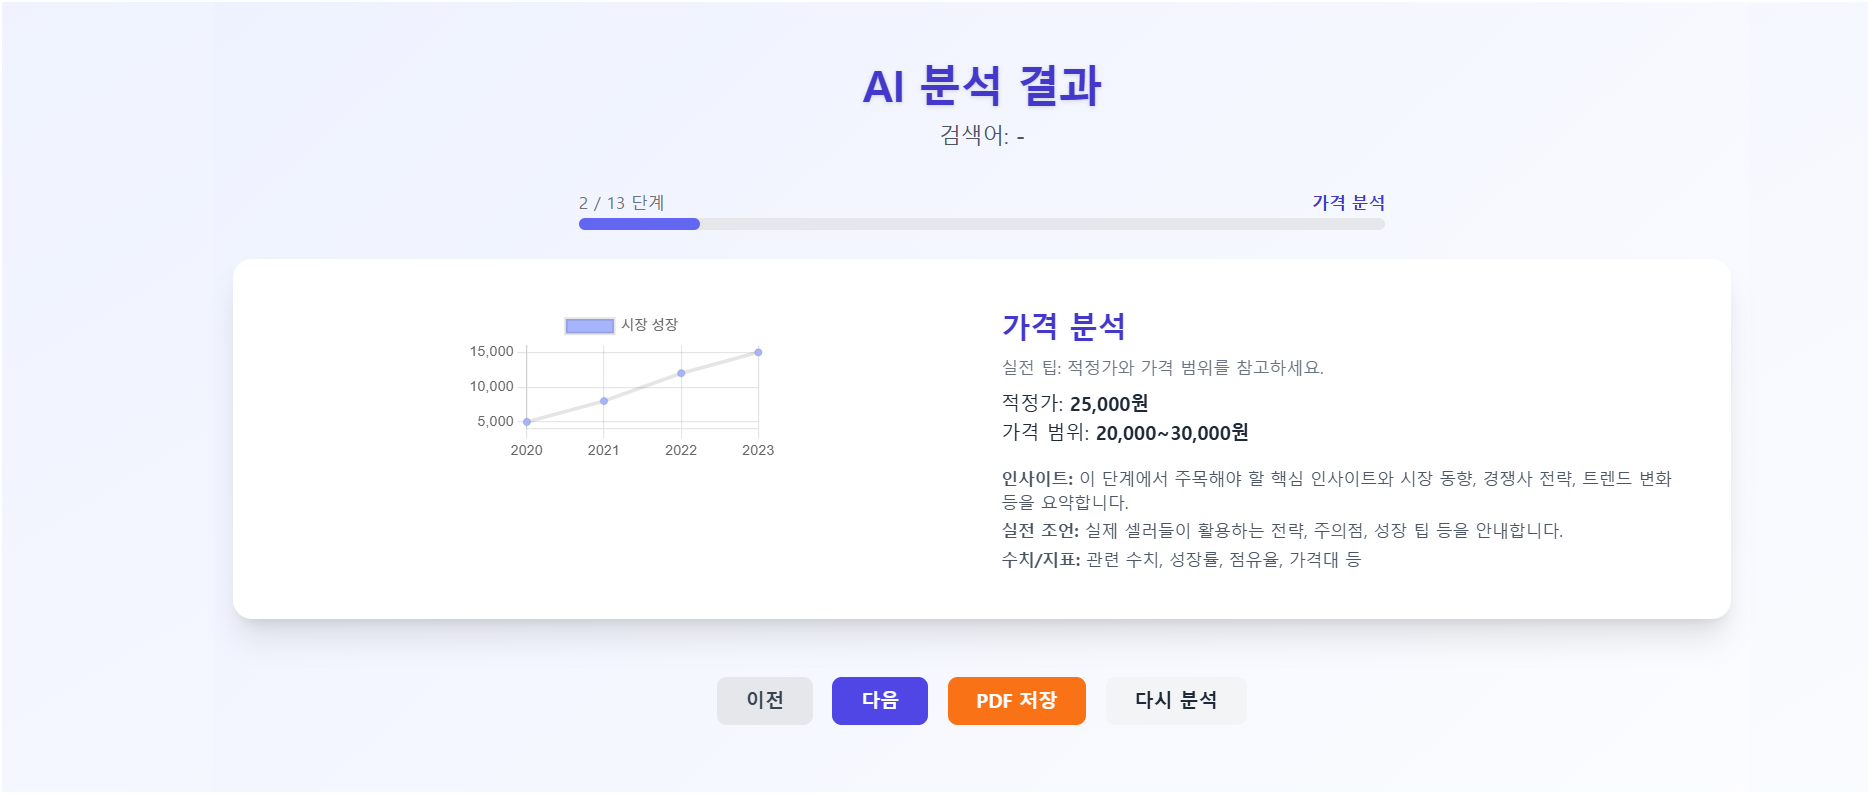 AI 분석 결과
검색어: -
2 / 13 단계
가격 분석
시장 성장
15,000
10,000
5,000
2020 2021 2022 2023
가격 분석
실전 팁: 적정가와 가격 범위를 참고하세요.
적정가: 25,000원
가격 범위: 20,000~30,000원
인사이트: 이 단계에서 주목해야 할 핵심 인사이트와 시장 동향, 경쟁사 전략, 트렌드 변화
등을 요약합니다.
실전 조언: 실제 셀러들이 활용하는 전략, 주의점, 성장 팁 등을 안내합니다.
수치/지표: 관련 수치, 성장률, 점유율, 가격대 등
이전 다음 PDF 저장 다시 분석